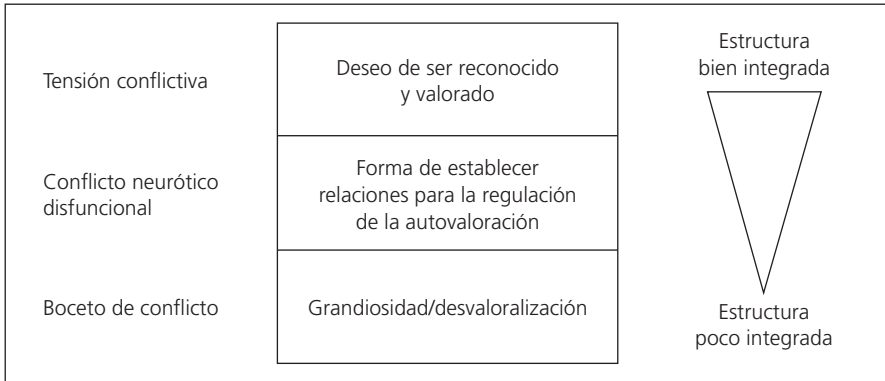 Tensión conflictiva
Deseo de ser reconocido
y valorado
Estructura
bien integrada
Conflicto neurótico
disfuncional
Forma de establecer
relaciones para la regulación
de la autovaloración
Boceto de conflicto
Grandiosidad/desvaloralización
Estructura
poco integrada